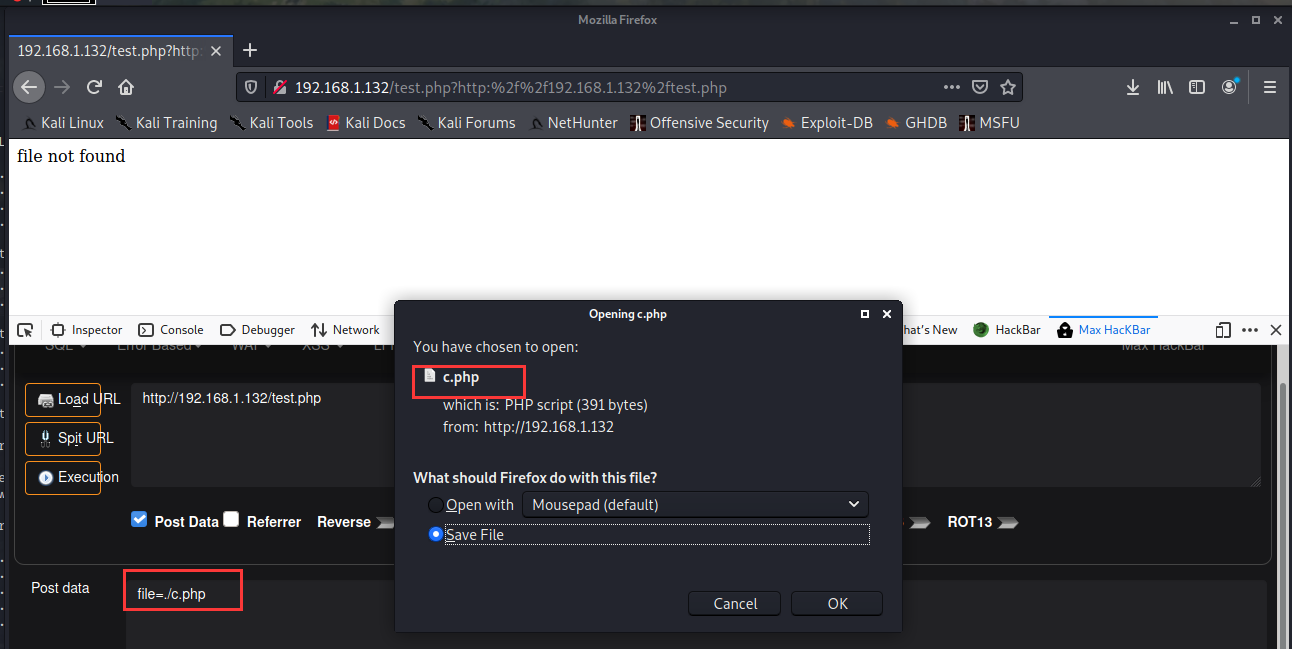 Mozilla Firefox
192.168.1.132/test.php?http:
192.168.1.132/test.php?http:%2f%2f192.168.1.132%2ftest.php
Kali Linux Kali Training Kali Tools Kali Docs Kali Forums NetHunter Offensive Security Exploit-DB GHDB MSFU
file not found
Opening c.php
Inspector Console Debugger Network hat's New HackBar Max HacKBar
You have chosen to open:
c.php
which is: PHP script (391 bytes)
from: http://192.168.1.132
What should Firefox do with this file?
Open with Mousepad (default)
Save File
Cancel OK
SQL Error Based WAF XSS Max HackBar
Load URL http://192.168.1.132/test.php
Spit URL
Execution
Post Data Referrer Reverse ROT13
Post data file=./c.php